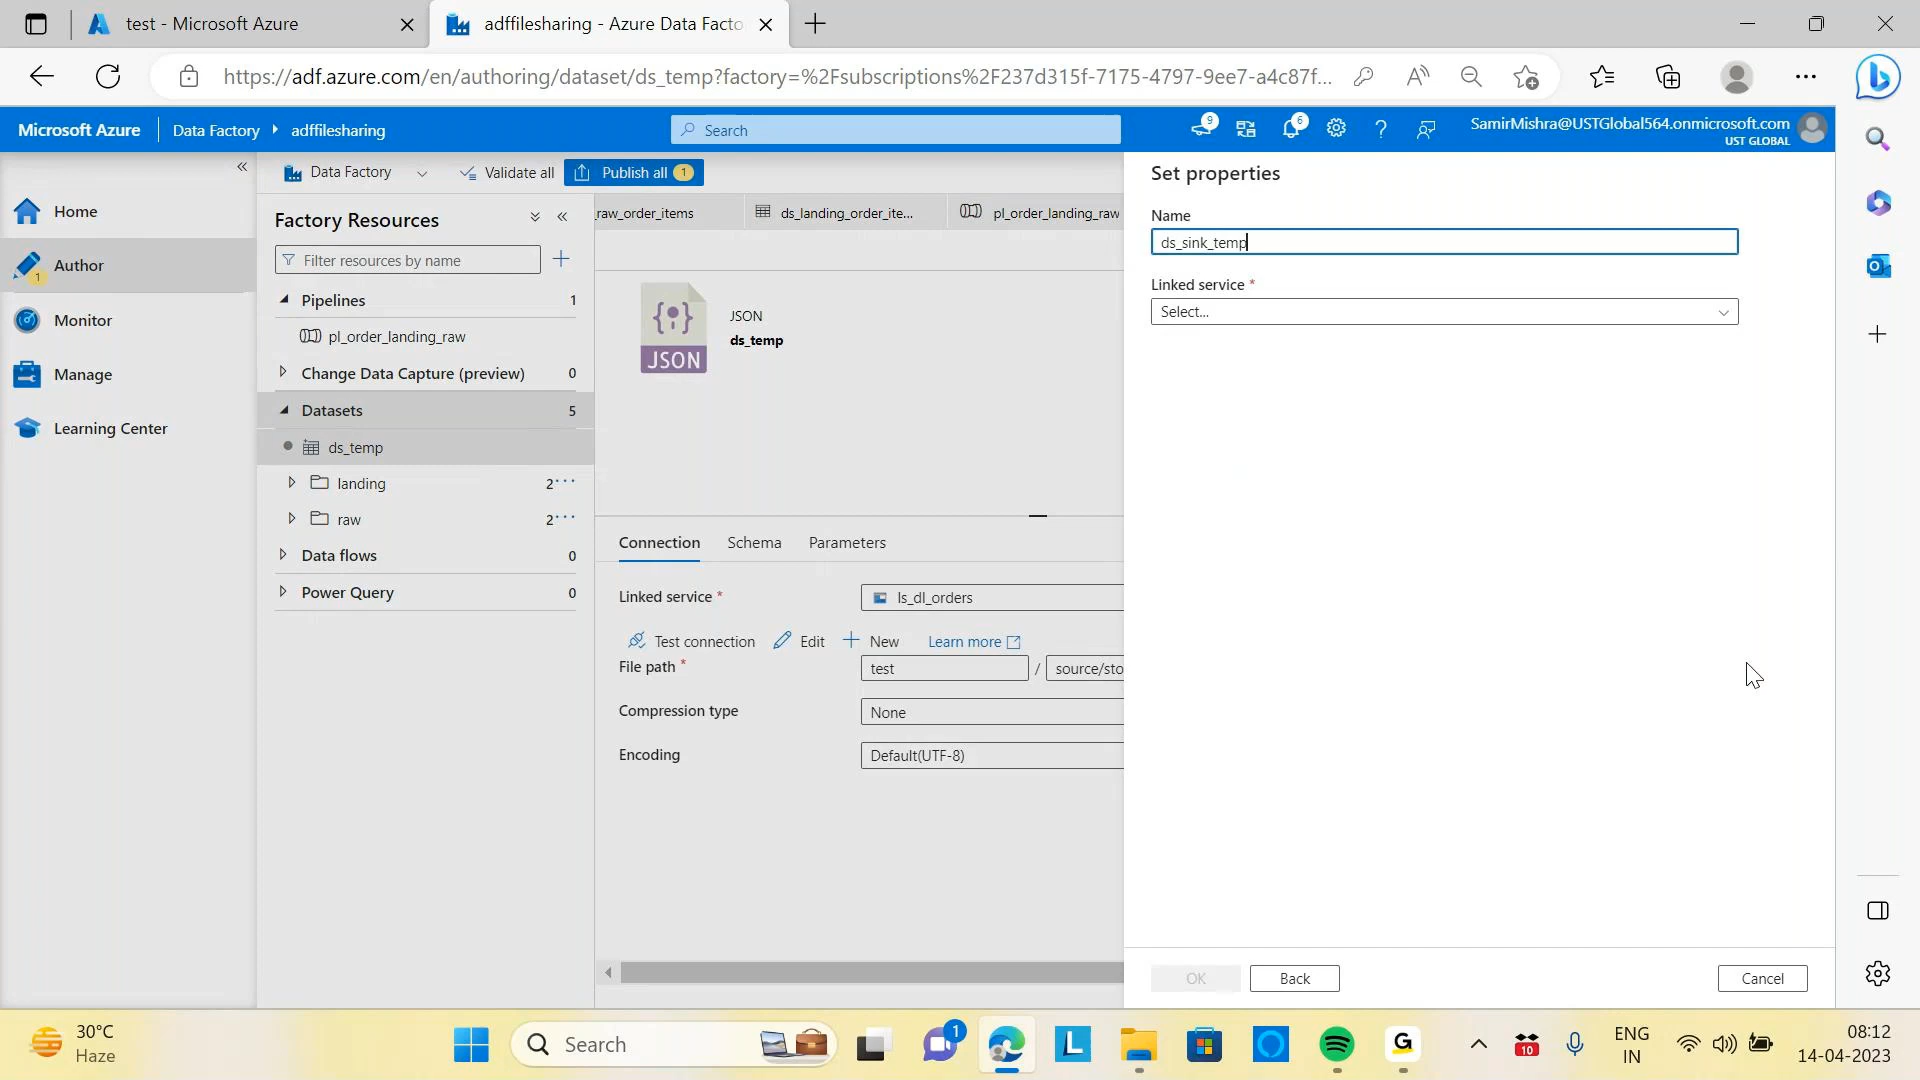 test - Microsoft Azure
adffilesharing - Azure Data Facto
https://adf.azure.com/en/authoring/dataset/ds_temp?factory=%2Fsubscriptions%2F237d315f-7175-4797-9ee7-a4c87f...
Microsoft Azure
Data Factory
adffilesharing
Search
9
6
SamirMishra@USTGlobal564.onmicrosoft.com
UST GLOBAL
Home
Author
1
Monitor
Manage
Learning Center
Data Factory
Validate all
Publish all 1
Factory Resources
Filter resources by name
Pipelines 1
pl_order_landing_raw
Change Data Capture (preview) 0
Datasets 5
ds_temp
landing 2
raw 2
Data flows 0
Power Query 0
raw_order_items
ds_landing_order_ite...
pl_order_landing_raw
JSON
JSON
ds_temp
Connection
Schema
Parameters
Linked service *
ls_dl_orders
Test connection
Edit
New
Learn more
File path *
test
/
source/sto
Compression type
None
Encoding
Default(UTF-8)
Set properties
Name
ds_sink_temp
Linked service *
Select...
OK
Back
Cancel
30°C
Haze
Search
1
L
G
10
ENG
IN
08:12
14-04-2023